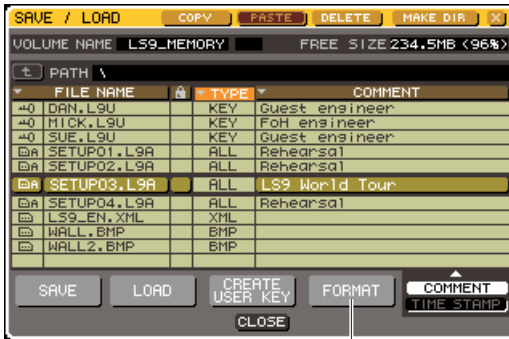 SAVE / LOAD COPY PASTE DELETE MAKE DIR X
VOLUME NAME LS9_MEMORY FREE SIZE 234.5MB (96%)
PATH \
FILE NAME TYPE COMMENT
DAN.L9U KEY Guest engineer
MICK.L9U KEY FoH engineer
SUE.L9U KEY Guest engineer
SETUP01.L9A ALL Rehearsal
SETUP02.L9A ALL Rehearsal
SETUP03.L9A ALL LS9 World Tour
SETUP04.L9A ALL Rehearsal
LS9_EN.XML XML
WALL.BMP BMP
WALL2.BMP BMP
SAVE LOAD CREATE USER KEY FORMAT COMMENT
TIME STAMP
CLOSE